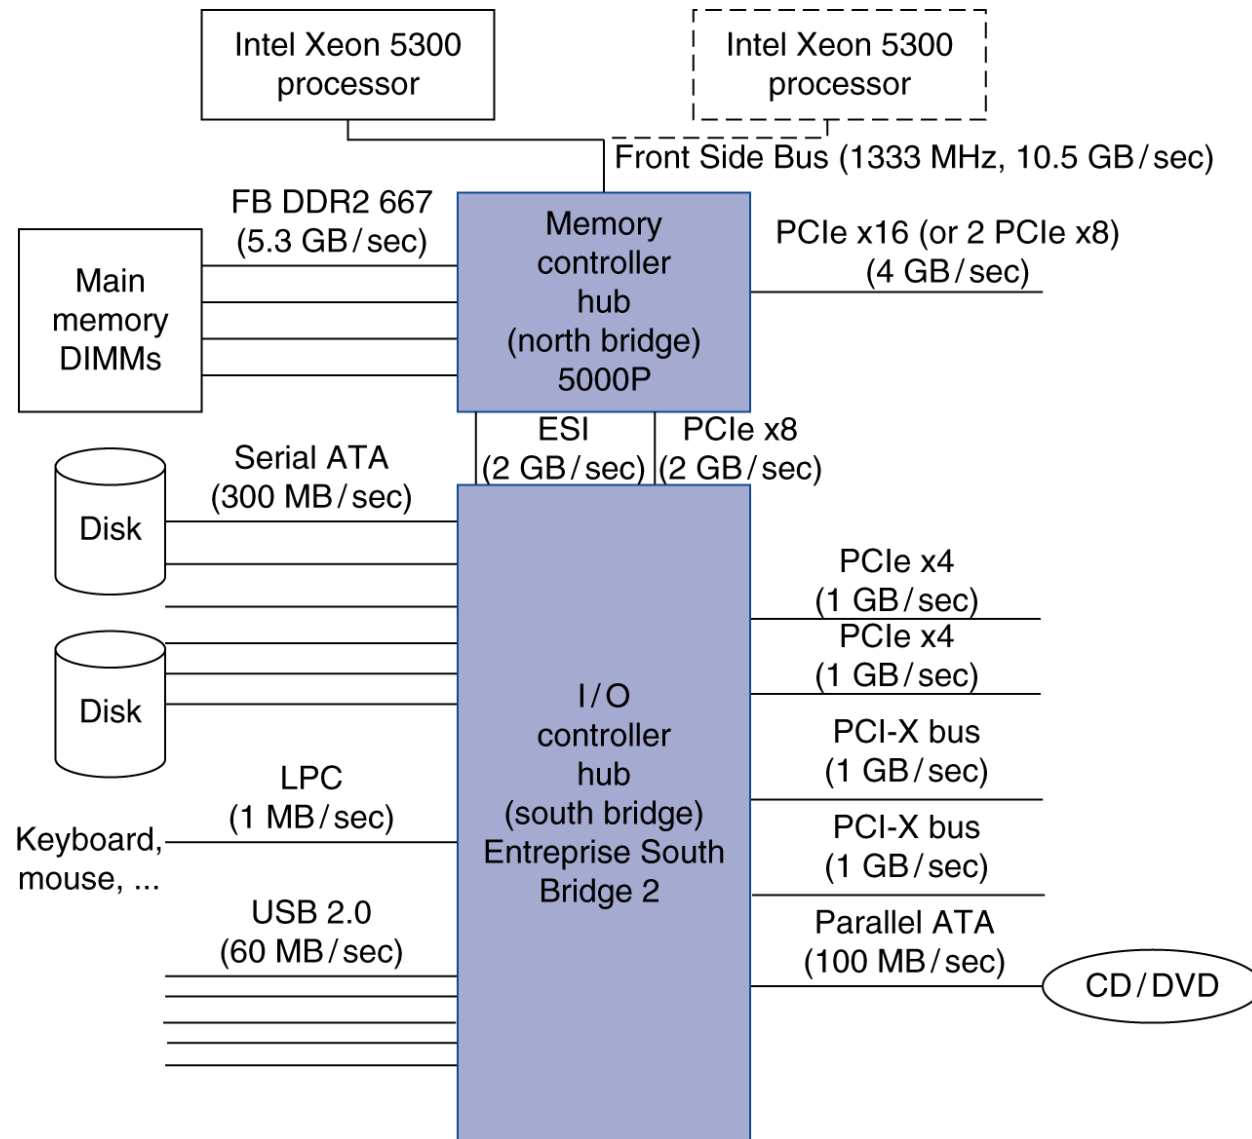 Intel Xeon 5300
processor
Intel Xeon 5300
processor
Front Side Bus (1333 MHz, 10.5 GB/sec)
FB DDR2 667
(5.3 GB/sec)
Main
memory
DIMMs
Memory
controller
hub
(north bridge)
5000P
PCIe x16 (or 2 PCIe x8)
(4 GB/sec)
ESI
(2 GB/sec)
PCIe x8
(2 GB/sec)
Serial ATA
(300 MB/sec)
Disk
Disk
LPC
(1 MB/sec)
Keyboard,
mouse, ...
USB 2.0
(60 MB/sec)
I/O
controller
hub
(south bridge)
Entreprise South
Bridge 2
PCIe x4
(1 GB/sec)
PCIe x4
(1 GB/sec)
PCI-X bus
(1 GB/sec)
PCI-X bus
(1 GB/sec)
Parallel ATA
(100 MB/sec)
CD/DVD